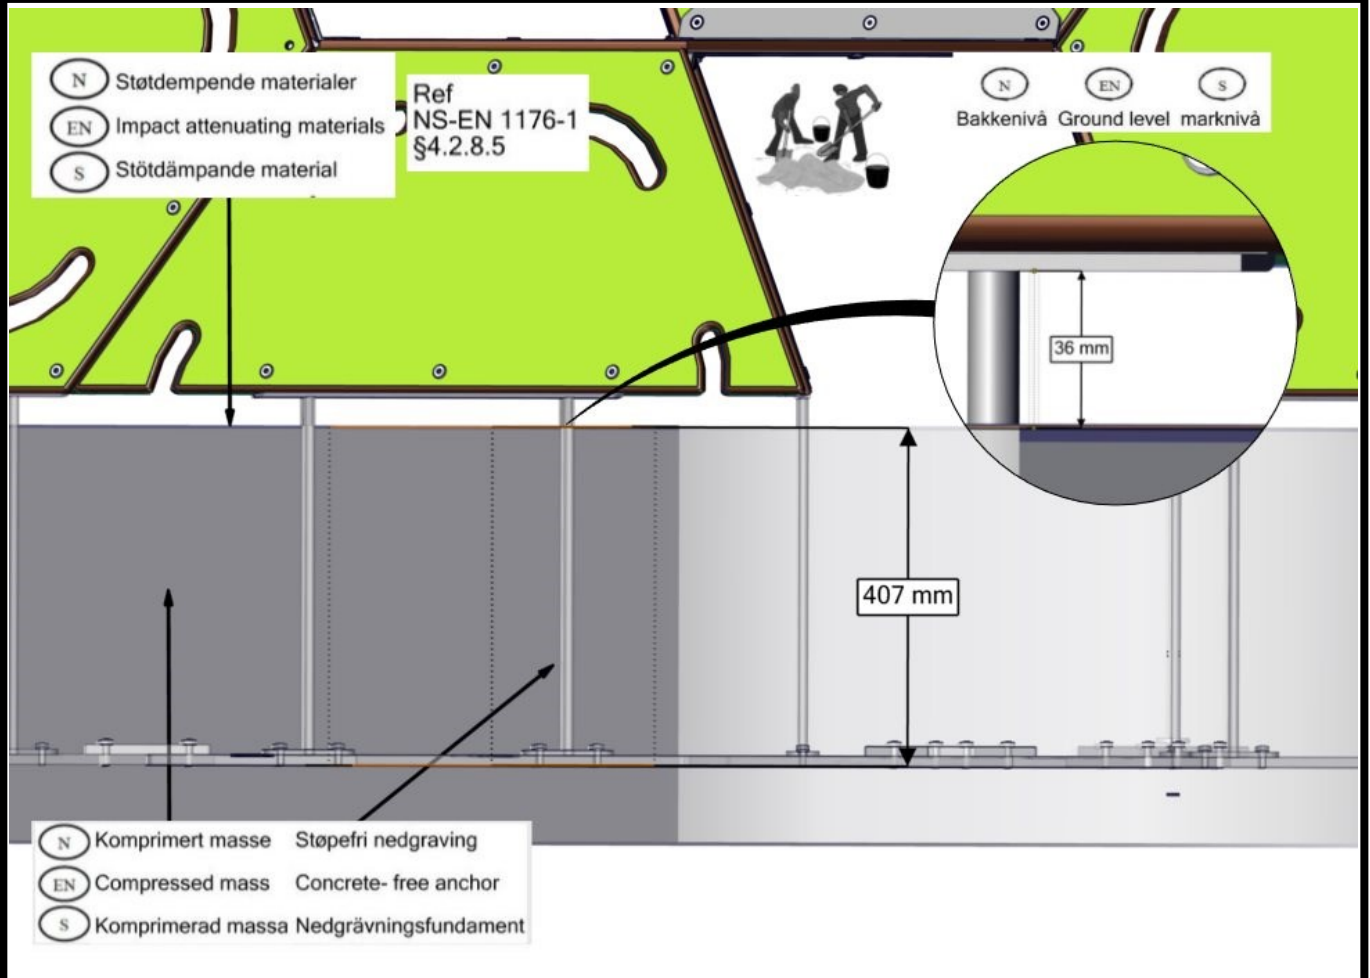 N Støtdempende materialer
EN Impact attenuating materials
S Stötdämpande material
Ref
NS-EN 1176-1
§4.2.8.5
N EN S
Bakkenivå Ground level marknivå
36 mm
407 mm
N Komprimert masse Støpefri nedgraving
EN Compressed mass Concrete- free anchor
S Komprimerad massa Nedgrävningsfundament